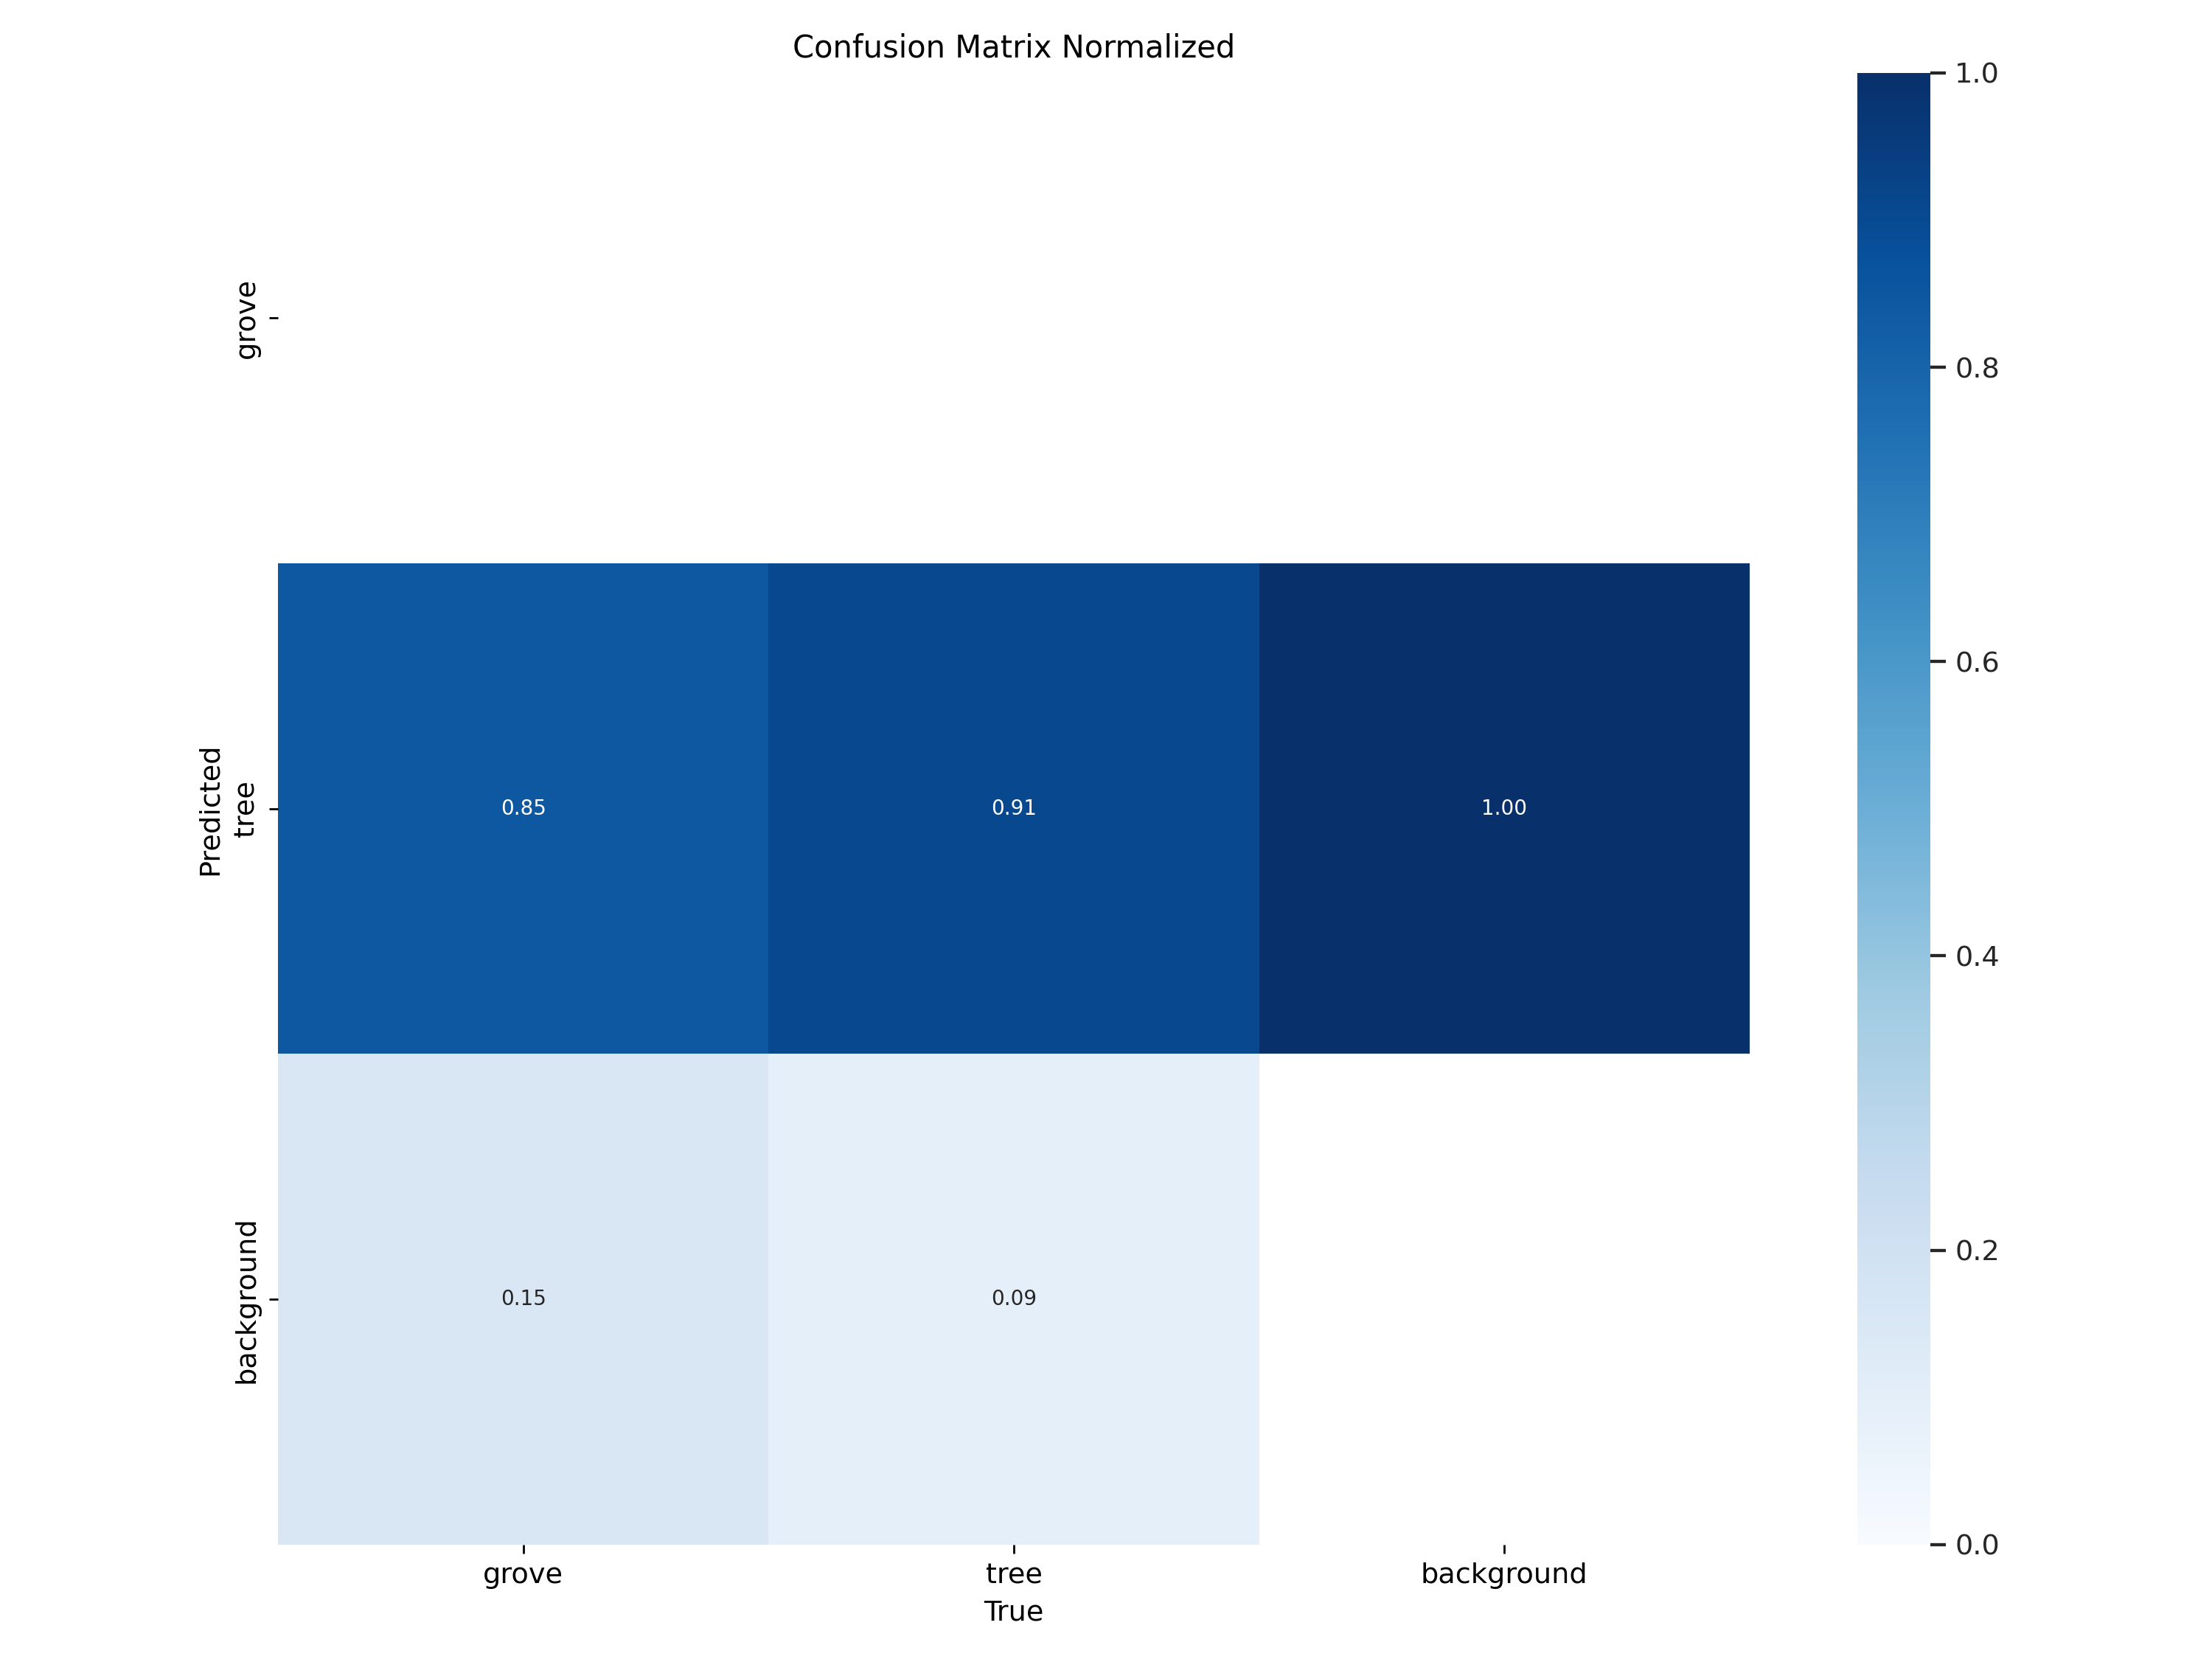 Confusion Matrix Normalized
grove
tree
background
Predicted
0.85
0.91
1.00
0.15
0.09
grove
tree
background
True
1.0
0.8
0.6
0.4
0.2
0.0